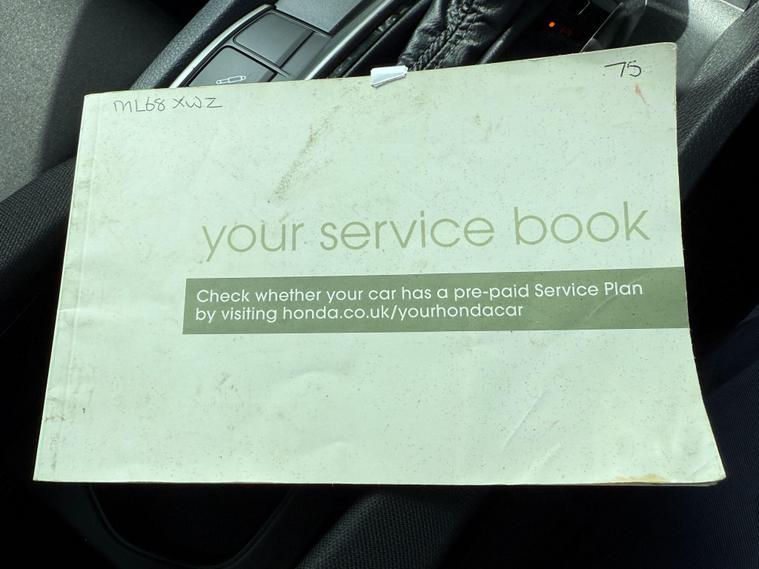 ML68 XWZ
75
your service book
Check whether your car has a pre-paid Service Plan
by visiting honda.co.uk/yourhondacar